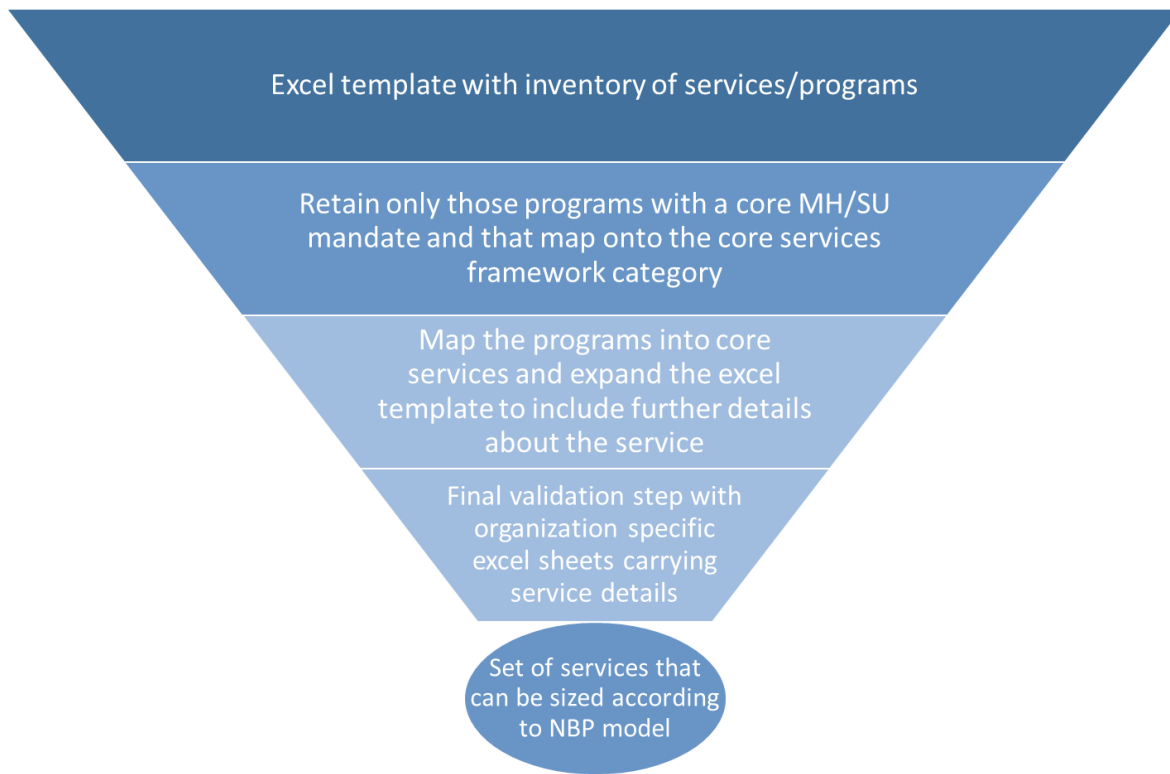 Excel template with inventory of services/programs
Retain only those programs with a core MH/SU
mandate and that map onto the core services
framework category
Map the programs into core
services and expand the excel
template to include further details
about the service
Final validation step with
organization specific
excel sheets carrying
service details
Set of services that
can be sized according
to NBP model